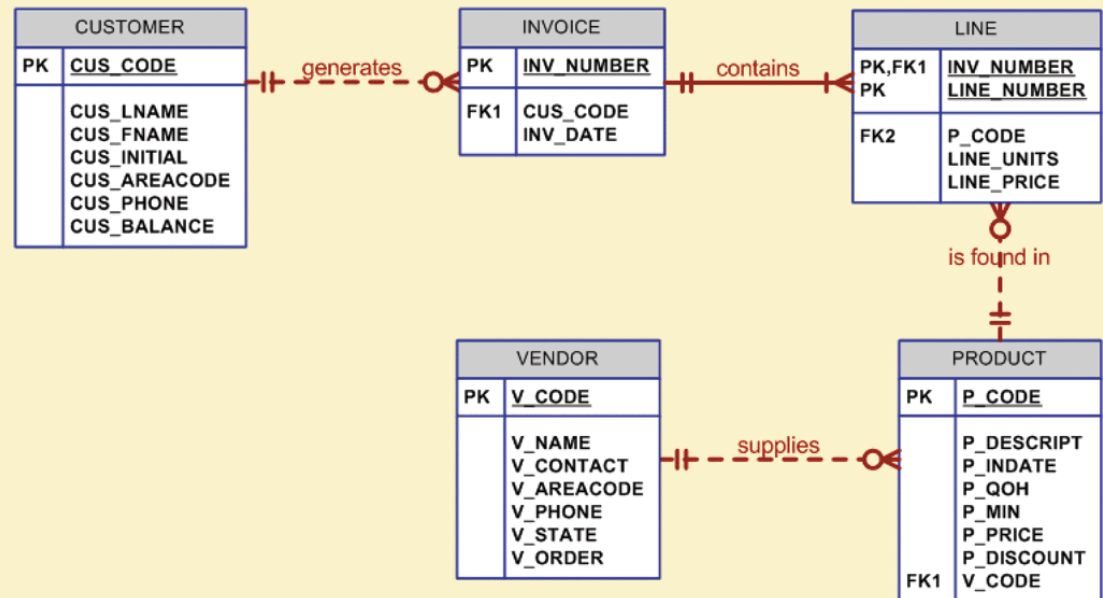 CUSTOMER
PK CUS_CODE
CUS_LNAME
CUS_FNAME
CUS_INITIAL
CUS_AREACODE
CUS_PHONE
CUS_BALANCE
generates
INVOICE
PK INV_NUMBER
FK1 CUS_CODE
INV_DATE
contains
LINE
PK,FK1 INV_NUMBER
PK LINE_NUMBER
FK2 P_CODE
LINE_UNITS
LINE_PRICE
is found in
VENDOR
PK V_CODE
V_NAME
V_CONTACT
V_AREACODE
V_PHONE
V_STATE
V_ORDER
supplies
PRODUCT
PK P_CODE
P_DESCRIPT
P_INDATE
P_QOH
P_MIN
P_PRICE
P_DISCOUNT
FK1 V_CODE